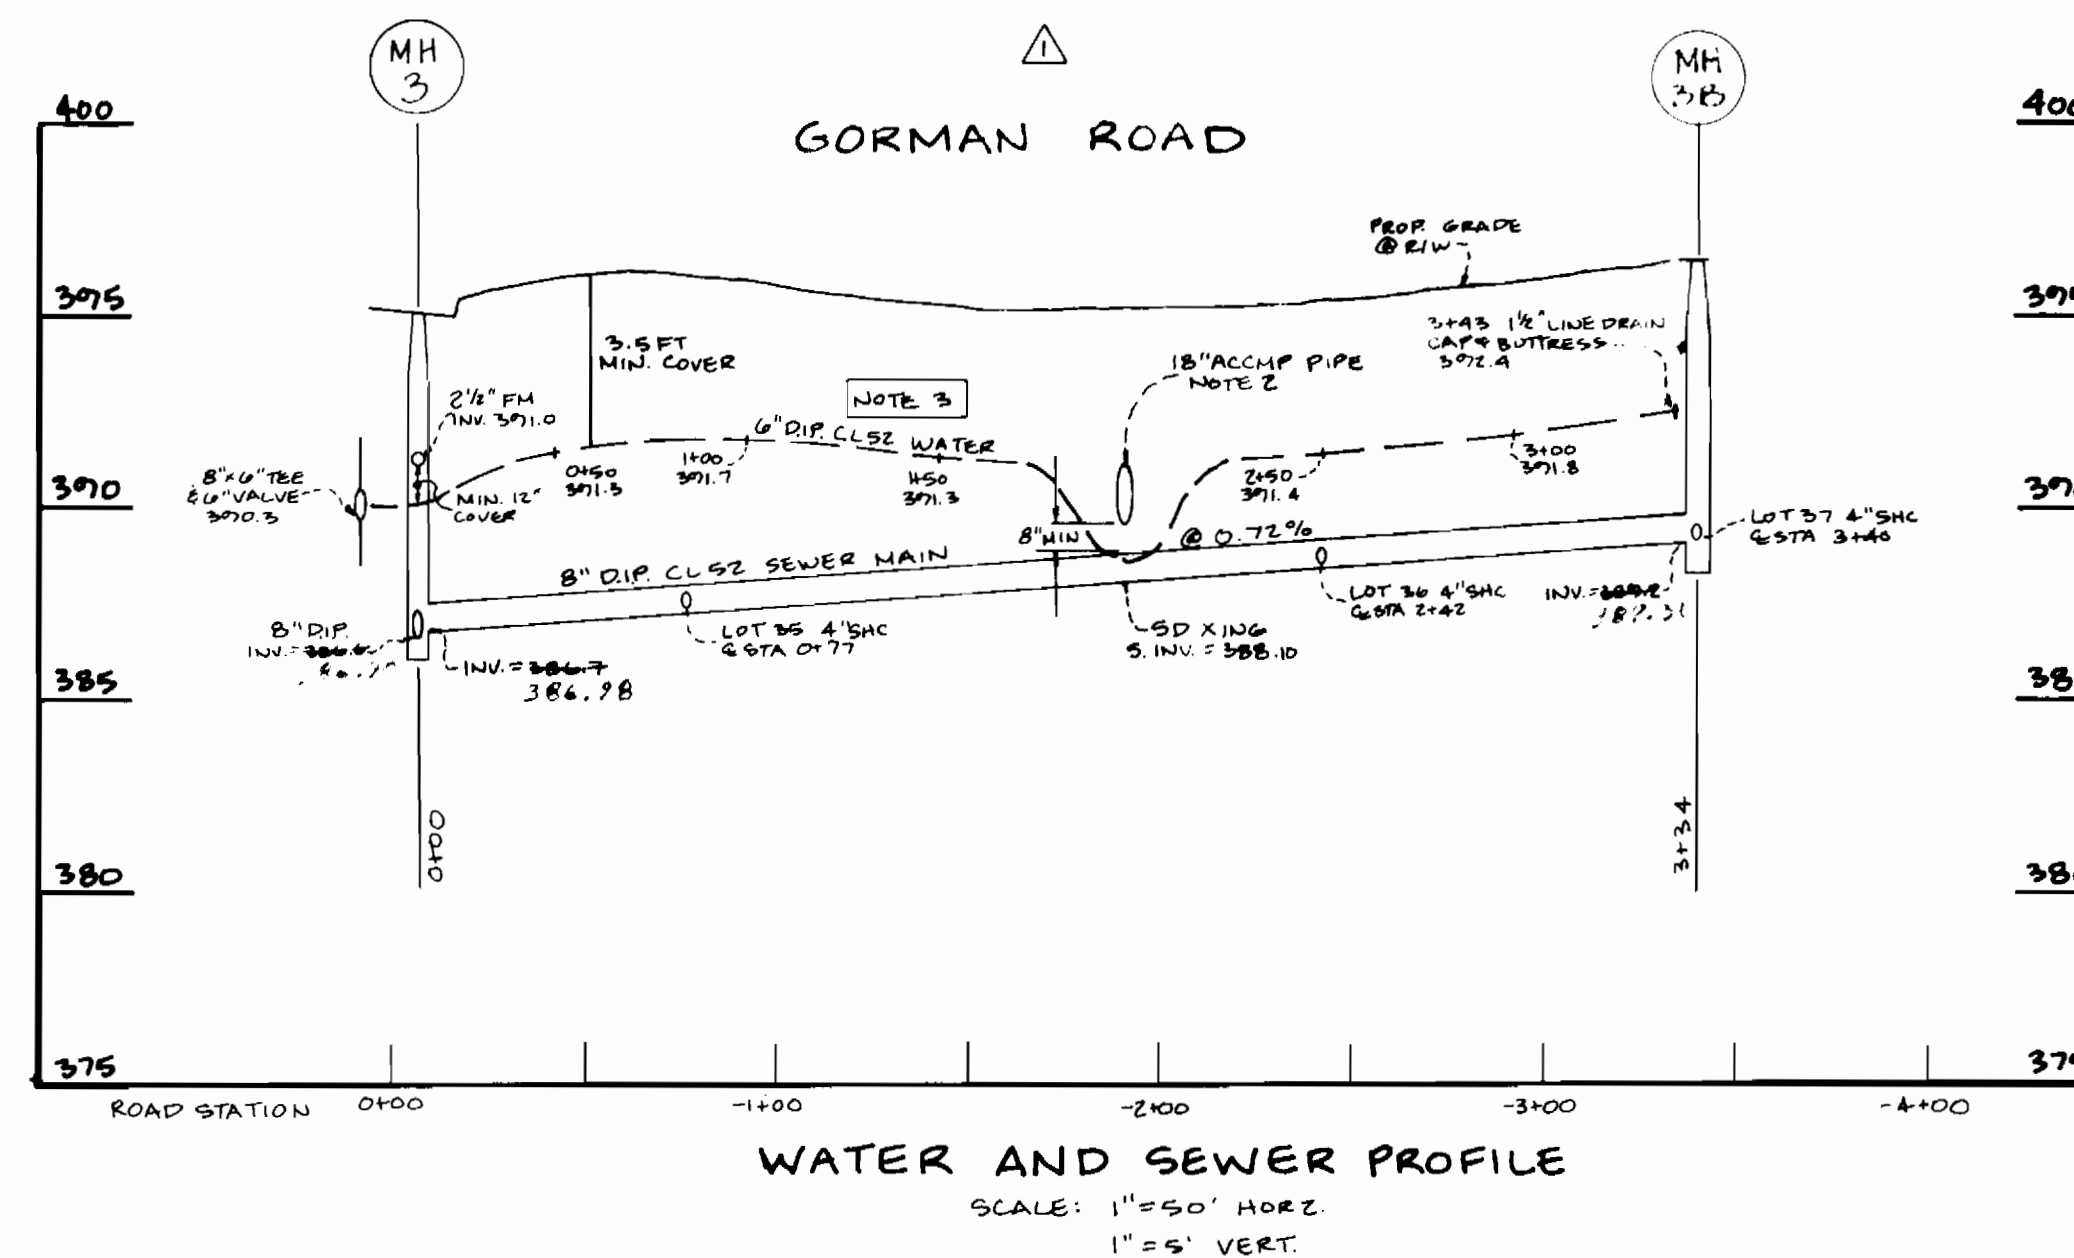 MH
3
1
MH
3B
400
400
GORMAN ROAD
PROP. GRADE
@ R/W
395
3.5 FT
MIN. COVER
3+43 1½" LINE DRAIN
CAP & BUTTRESS
392.4
18" ACCMP PIPE
NOTE 2
2½" FM
INV. 391.0
NOTE 3
6" D.I.P. CL52 WATER
8"x6" TEE
& 6" VALVE
390.3
390
MIN. 12"
COVER
0+50
391.3
1+00
391.7
1+50
391.3
2+50
391.4
3+00
391.8
8" MIN
@ 0.72%
LOT 37 4" SHC
℄ STA 3+40
8" D.I.P. CL52 SEWER MAIN
LOT 36 4" SHC
℄ STA 2+42
INV. =
8" D.I.P.
INV. =
LOT 35 4" SHC
℄ STA 0+77
SD XING
S. INV. = 388.10
INV. = 386.7
386.98
385
0+00
3+34
380
375
ROAD STATION 0+00 -1+00 -2+00 -3+00 -4+00
WATER AND SEWER PROFILE
SCALE: 1"=50' HORZ.
1"=5' VERT.